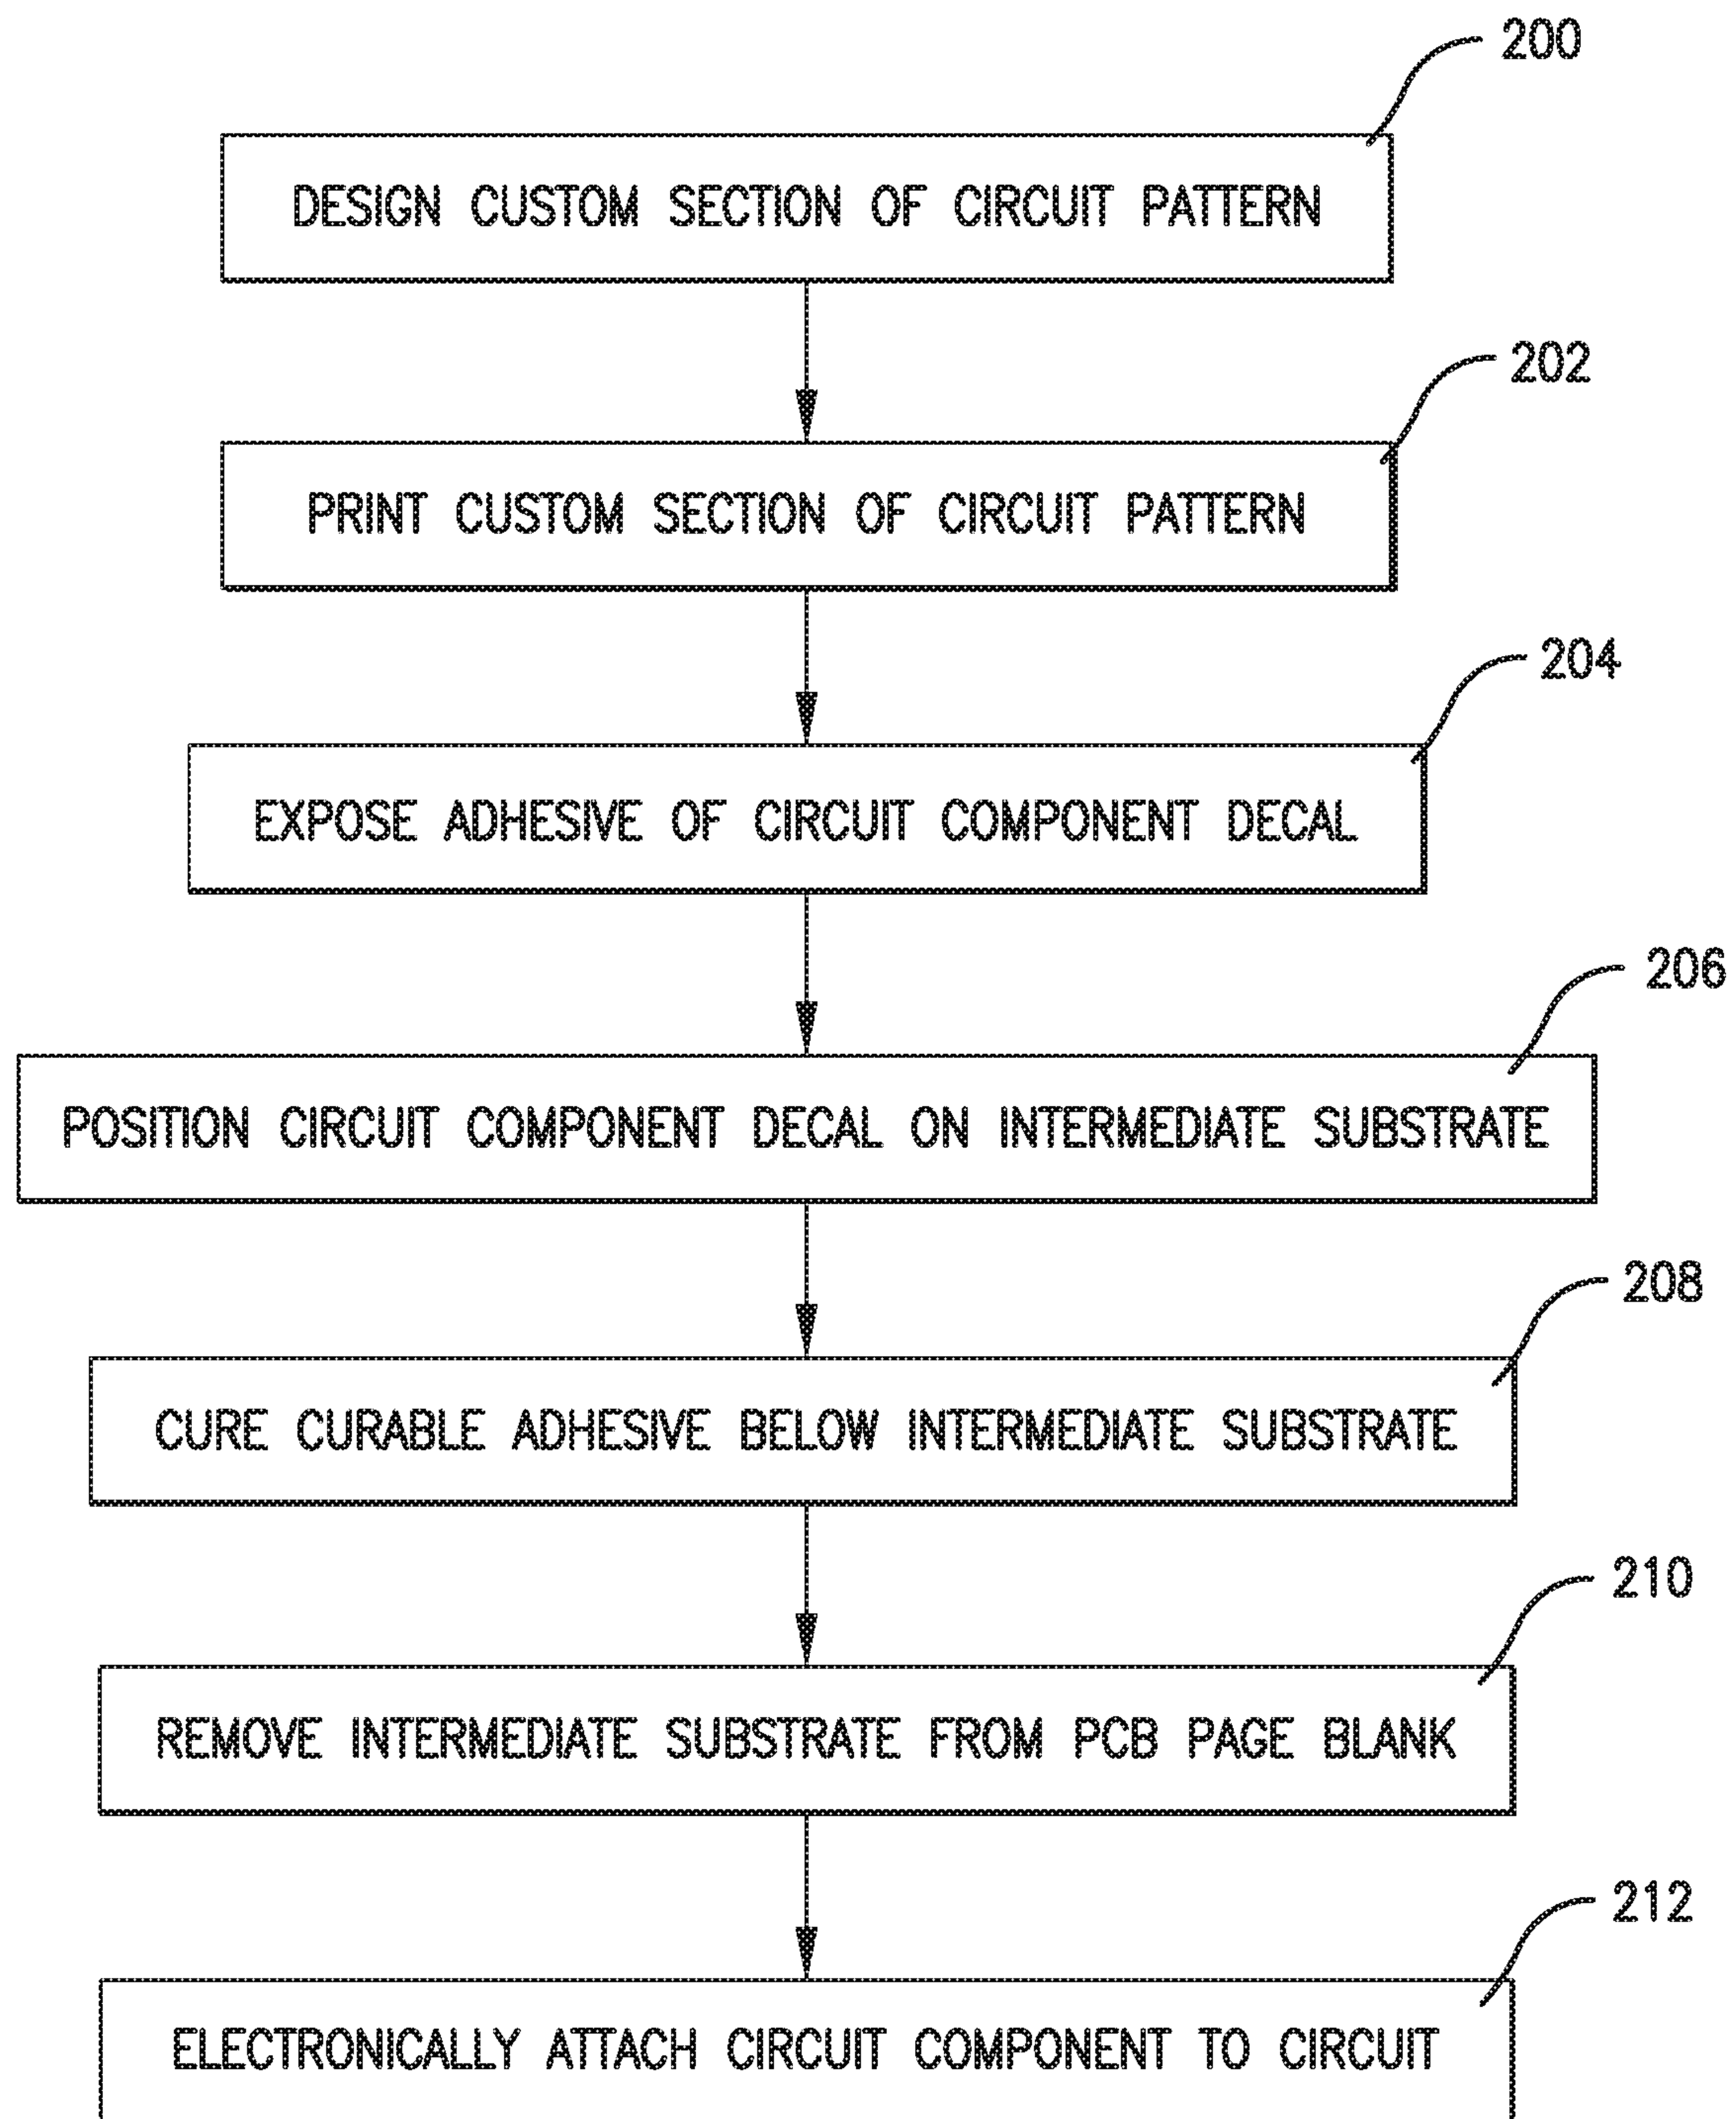 200
DESIGN CUSTOM SECTION OF CIRCUIT PATTERN
202
PRINT CUSTOM SECTION OF CIRCUIT PATTERN
204
EXPOSE ADHESIVE OF CIRCUIT COMPONENT DECAL
206
POSITION CIRCUIT COMPONENT DECAL ON INTERMEDIATE SUBSTRATE
208
CURE CURABLE ADHESIVE BELOW INTERMEDIATE SUBSTRATE
210
REMOVE INTERMEDIATE SUBSTRATE FROM PCB PAGE BLANK
212
ELECTRONICALLY ATTACH CIRCUIT COMPONENT TO CIRCUIT